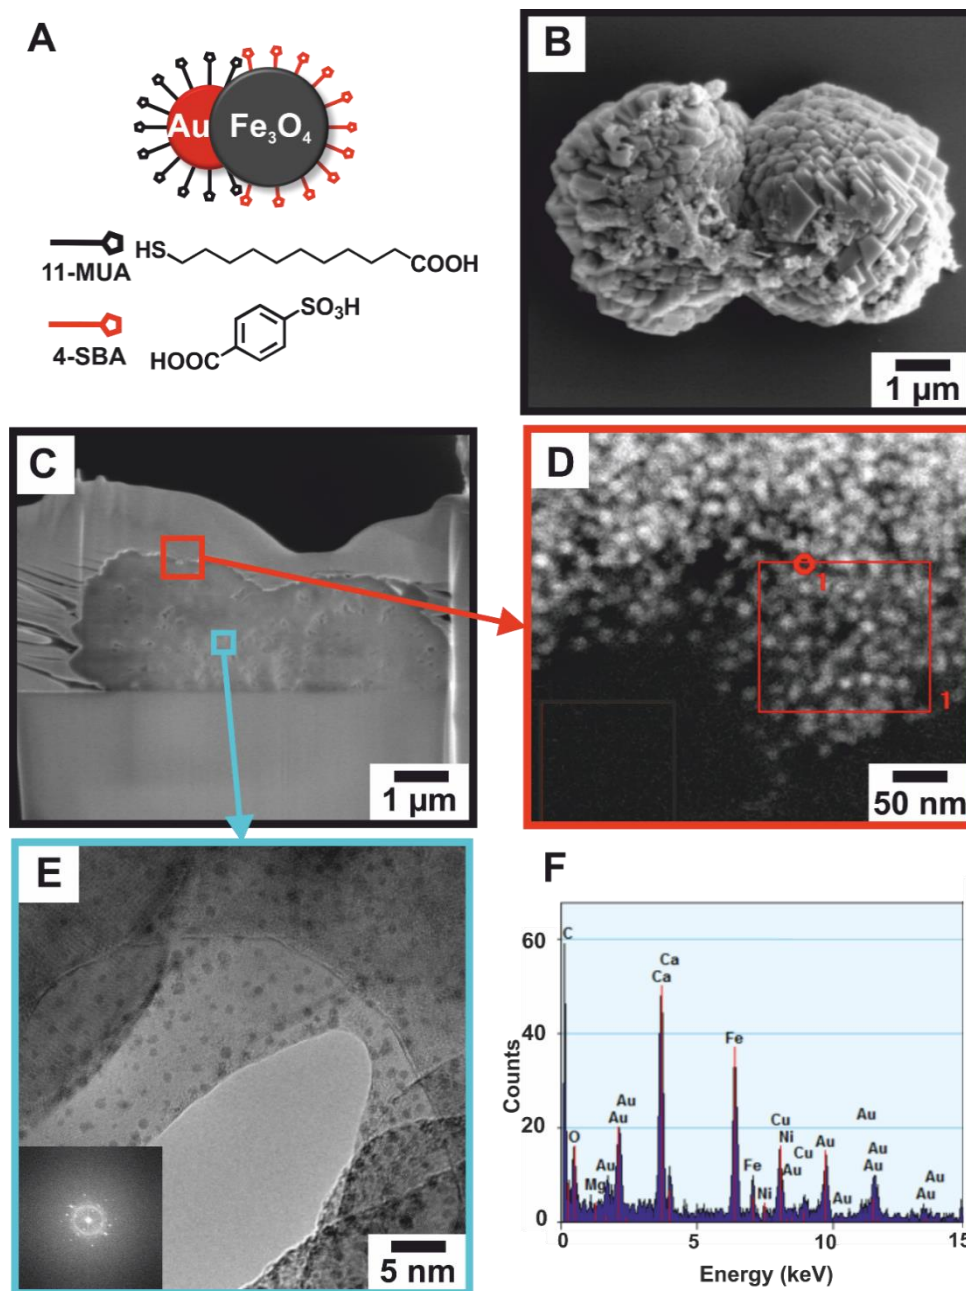 A
Au Fe3O4
HS
COOH
11-MUA
SO3H
HOOC
4-SBA
B
1 µm
C
1 µm
D
1
1
50 nm
E
5 nm
F
60
40
20
0
Counts
C
O
Mg
Au
Au
Au
Ca
Ca
Fe
Fe
Ni
Cu
Ni
Au
Cu
Au
Au
Au
Au
Au
Au
Au
0 5 10 15
Energy (keV)